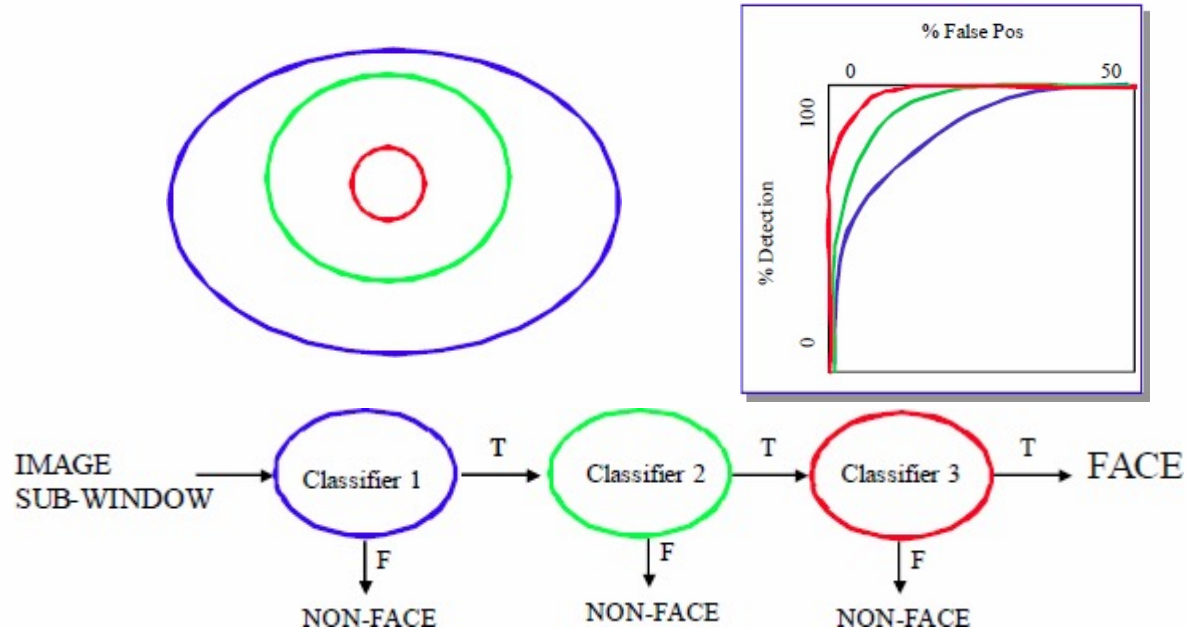 % False Pos
0 50
100
% Detection
0
IMAGE
SUB-WINDOW
Classifier 1
T
Classifier 2
T
Classifier 3
T
FACE
F
NON-FACE
F
NON-FACE
F
NON-FACE